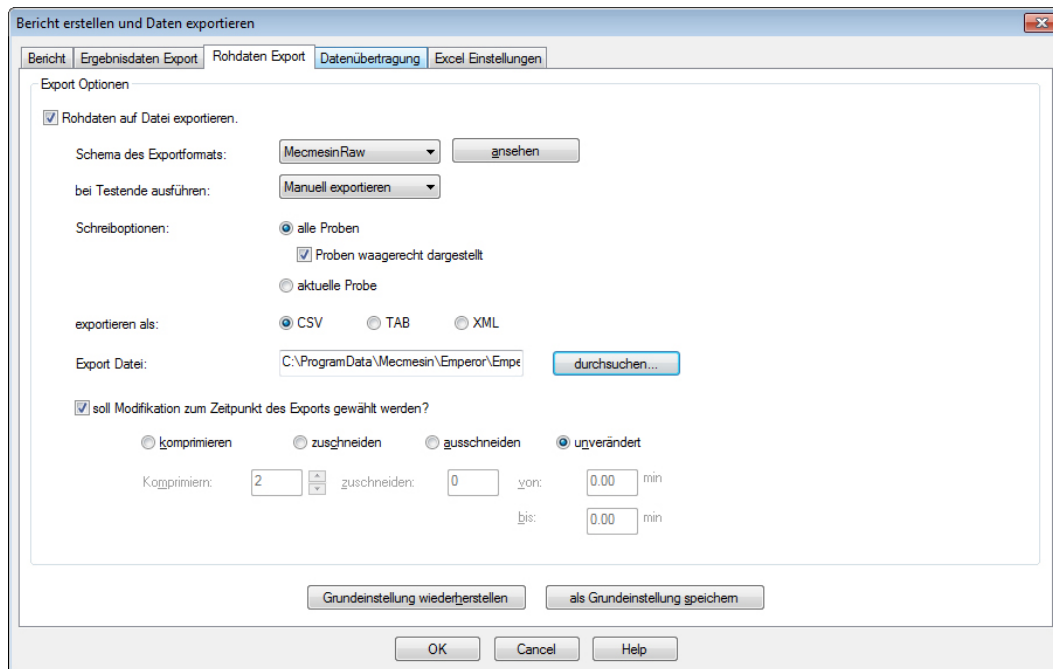 Bericht erstellen und Daten exportieren
Bericht Ergebnisdaten Export Rohdaten Export Datenübertragung Excel Einstellungen
Export Optionen
Rohdaten auf Datei exportieren.
Schema des Exportformats: MecmesinRaw ansehen
bei Testende ausführen: Manuell exportieren
Schreiboptionen: alle Proben
Proben waagerecht dargestellt
aktuelle Probe
exportieren als: CSV TAB XML
Export Datei: C:\ProgramData\Mecmesin\Emperor\Empe durchsuchen...
soll Modifikation zum Zeitpunkt des Exports gewählt werden?
komprimieren zuschneiden ausschneiden unverändert
Komprimiern: 2 zuschneiden: 0 von: 0.00 min
bis: 0.00 min
Grundeinstellung wiederherstellen als Grundeinstellung speichern
OK Cancel Help